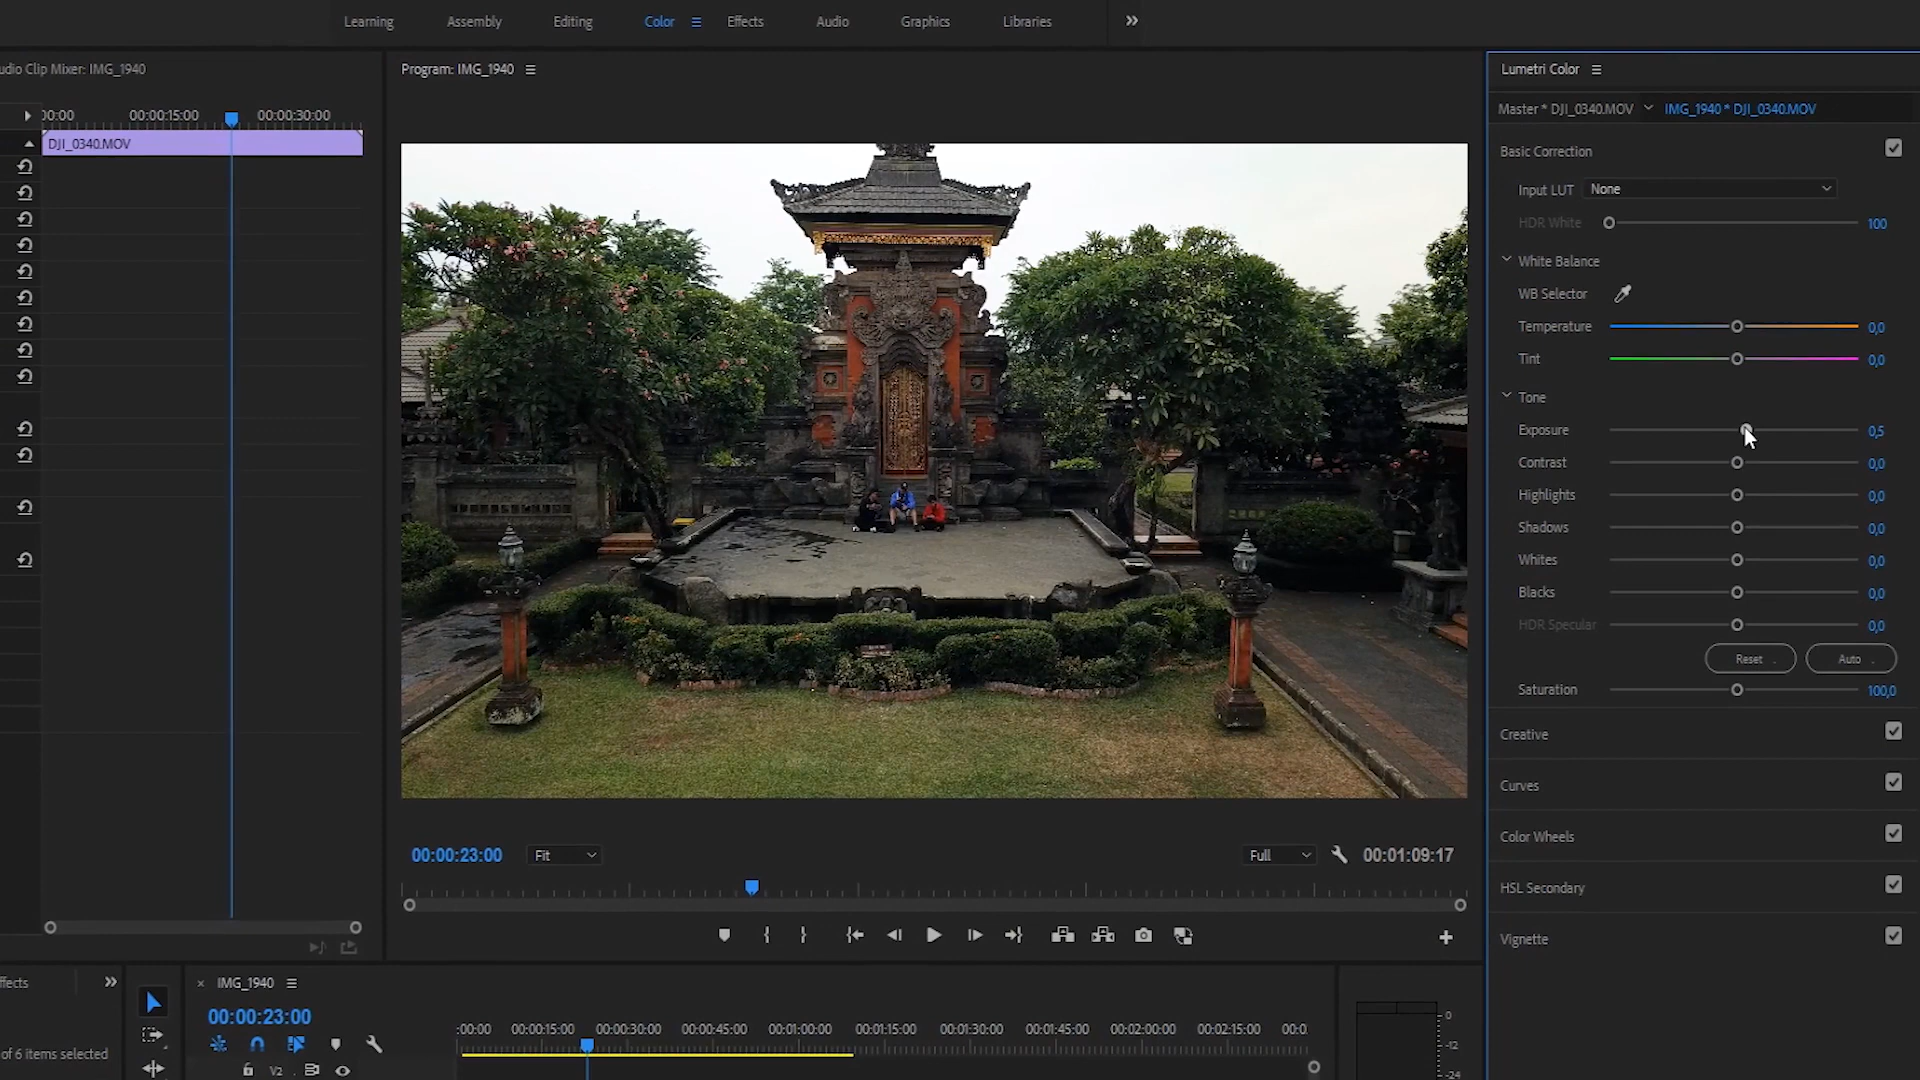 Learning Assembly Editing Color Effects Audio Graphics Libraries
udio Clip Mixer: IMG_1940
Program: IMG_1940
Lumetri Color
00:00 00:00:15:00 00:00:30:00
DJI_0340.MOV
Master * DJI_0340.MOV IMG_1940 * DJI_0340.MOV
Basic Correction
Input LUT None
HDR White 100
White Balance
WB Selector
Temperature 0,0
Tint 0,0
Tone
Exposure 0,5
Contrast 0,0
Highlights 0,0
Shadows 0,0
Whites 0,0
Blacks 0,0
HDR Specular 0,0
Reset Auto
Saturation 100,0
Creative
Curves
Color Wheels
HSL Secondary
Vignette
00:00:23:00 Fit Full 00:01:09:17
ffects
× IMG_1940
00:00:23:00
:00:00 00:00:15:00 00:00:30:00 00:00:45:00 00:01:00:00 00:01:15:00 00:01:30:00 00:01:45:00 00:02:00:00 00:02:15:00 00:0
of 6 items selected
V2
0
-12
-24